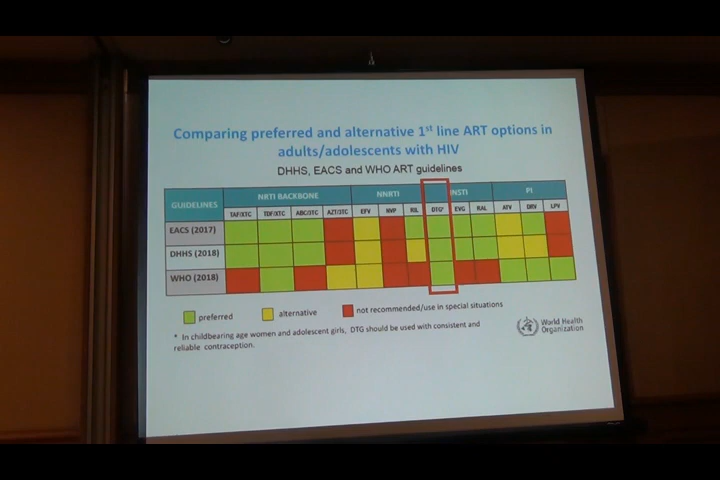 Comparing preferred and alternative 1st line ART options in
adults/adolescents with HIV
DHHS, EACS and WHO ART guidelines
GUIDELINES NRTI BACKBONE NNRTI INSTI PI
TAF/XTC TDF/XTC ABC/3TC AZT/3TC EFV NVP RIL DTG* EVG RAL ATV DRV LPV
EACS (2017)
DHHS (2018)
WHO (2018)
preferred alternative not recommended/use in special situations
* In childbearing age women and adolescent girls, DTG should be used with consistent and
reliable contraception.
World Health
Organization